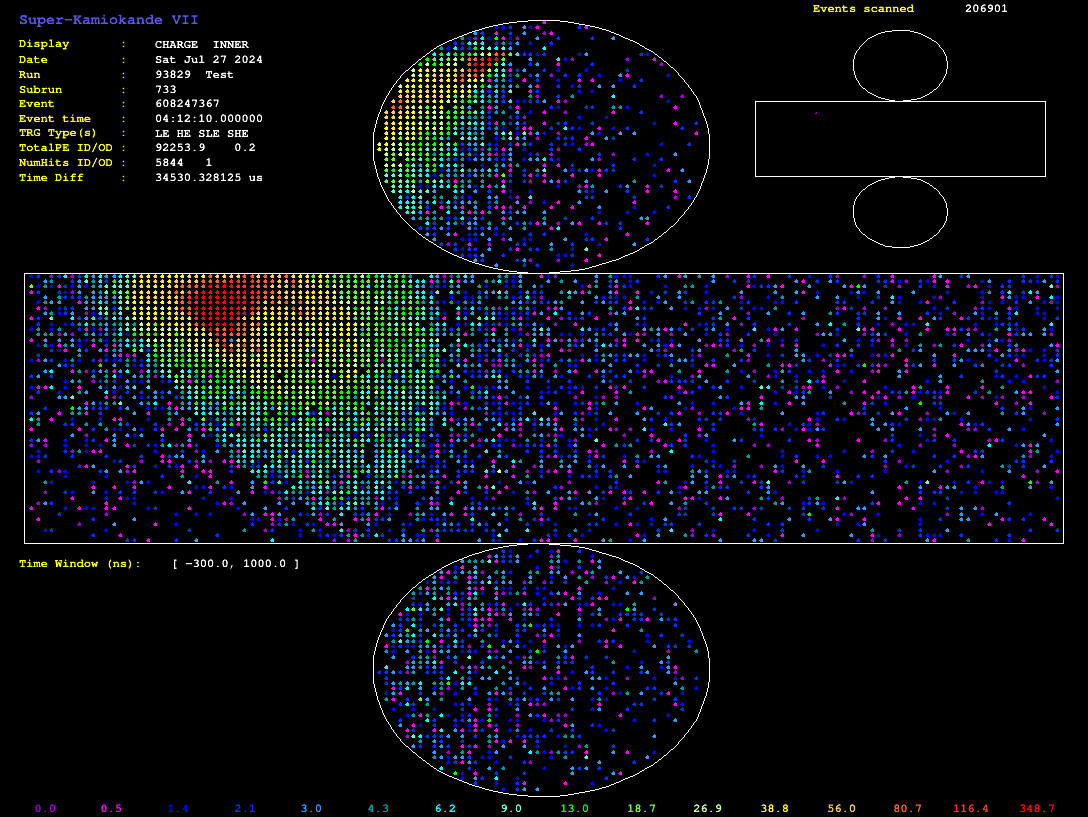 Super-Kamiokande VII
Events scanned 206901
Display : CHARGE INNER
Date : Sat Jul 27 2024
Run : 93829 Test
Subrun : 733
Event : 608247367
Event time : 04:12:10.000000
TRG Type(s) : LE HE SLE SHE
TotalPE ID/OD : 92253.9 0.2
NumHits ID/OD : 5844 1
Time Diff : 34530.328125 us
Time Window (ns): [ -300.0, 1000.0 ]
0.0 0.5 1.4 2.1 3.0 4.3 6.2 9.0 13.0 18.7 26.9 38.8 56.0 80.7 116.4 348.7